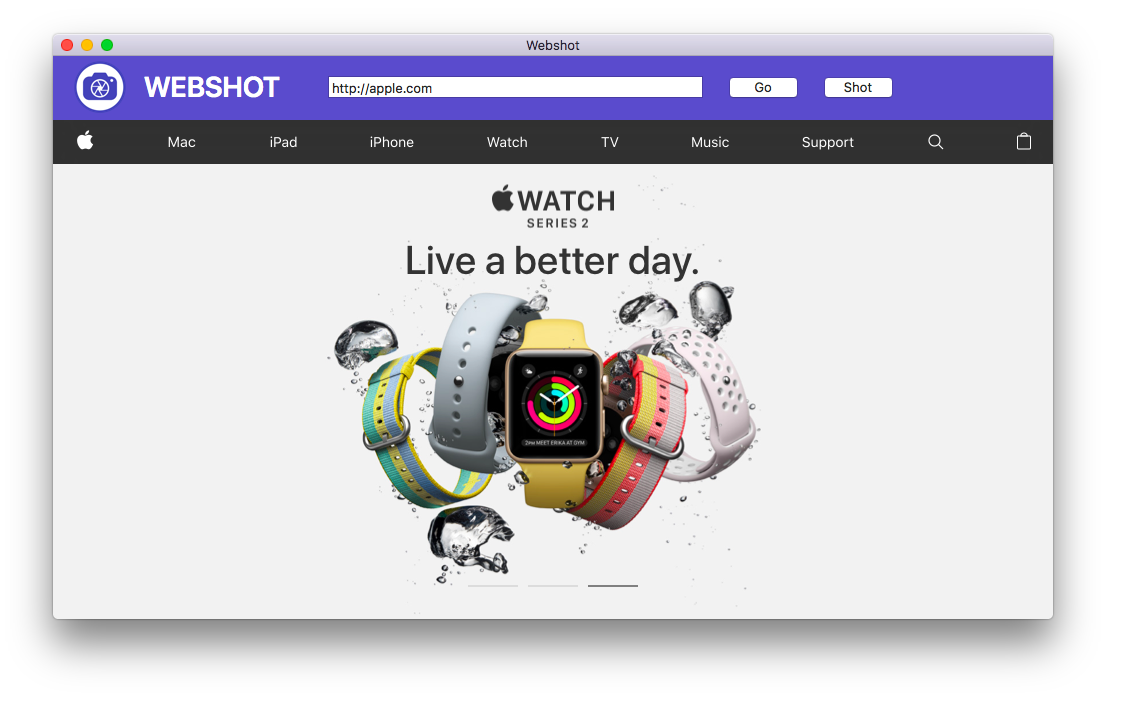 Webshot
WEBSHOT
http://apple.com
Go
Shot
Mac
iPad
iPhone
Watch
TV
Music
Support
WATCH
SERIES 2
Live a better day.
2PM MEET ERIKA AT GYM